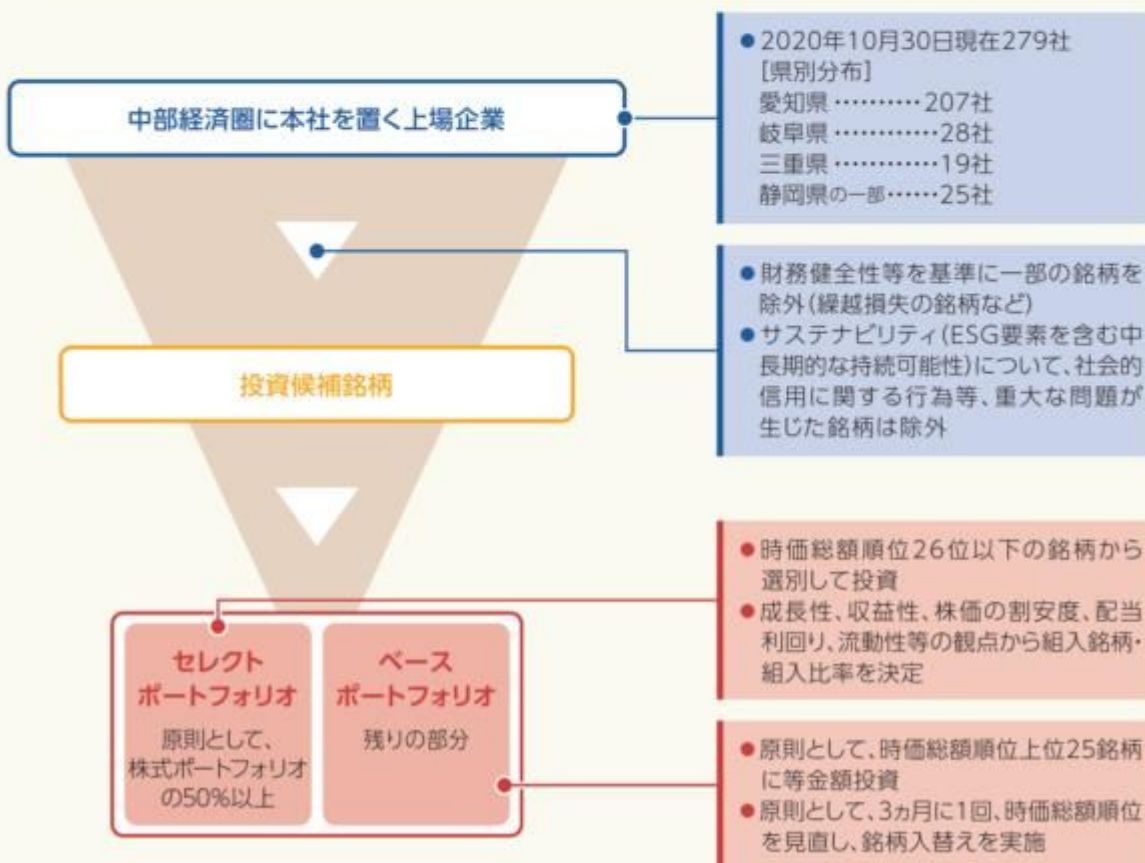 中部経済圏に本社を置く上場企業
●2020年10月30日現在279社
[県別分布]
愛知県‥‥‥‥‥207社
岐阜県‥‥‥‥‥‥28社
三重県‥‥‥‥‥‥19社
静岡県の一部‥‥‥25社
●財務健全性等を基準に一部の銘柄を
除外(繰越損失の銘柄など)
●サステナビリティ(ESG要素を含む中
長期的な持続可能性)について、社会的
信用に関する行為等、重大な問題が
生じた銘柄は除外
投資候補銘柄
セレクト
ポートフォリオ
原則として、
株式ポートフォリオ
の50%以上
ベース
ポートフォリオ
残りの部分
●時価総額順位26位以下の銘柄から
選別して投資
●成長性、収益性、株価の割安度、配当
利回り、流動性等の観点から組入銘柄・
組入比率を決定
●原則として、時価総額順位上位25銘柄
に等金額投資
●原則として、3ヵ月に1回、時価総額順位
を見直し、銘柄入替えを実施